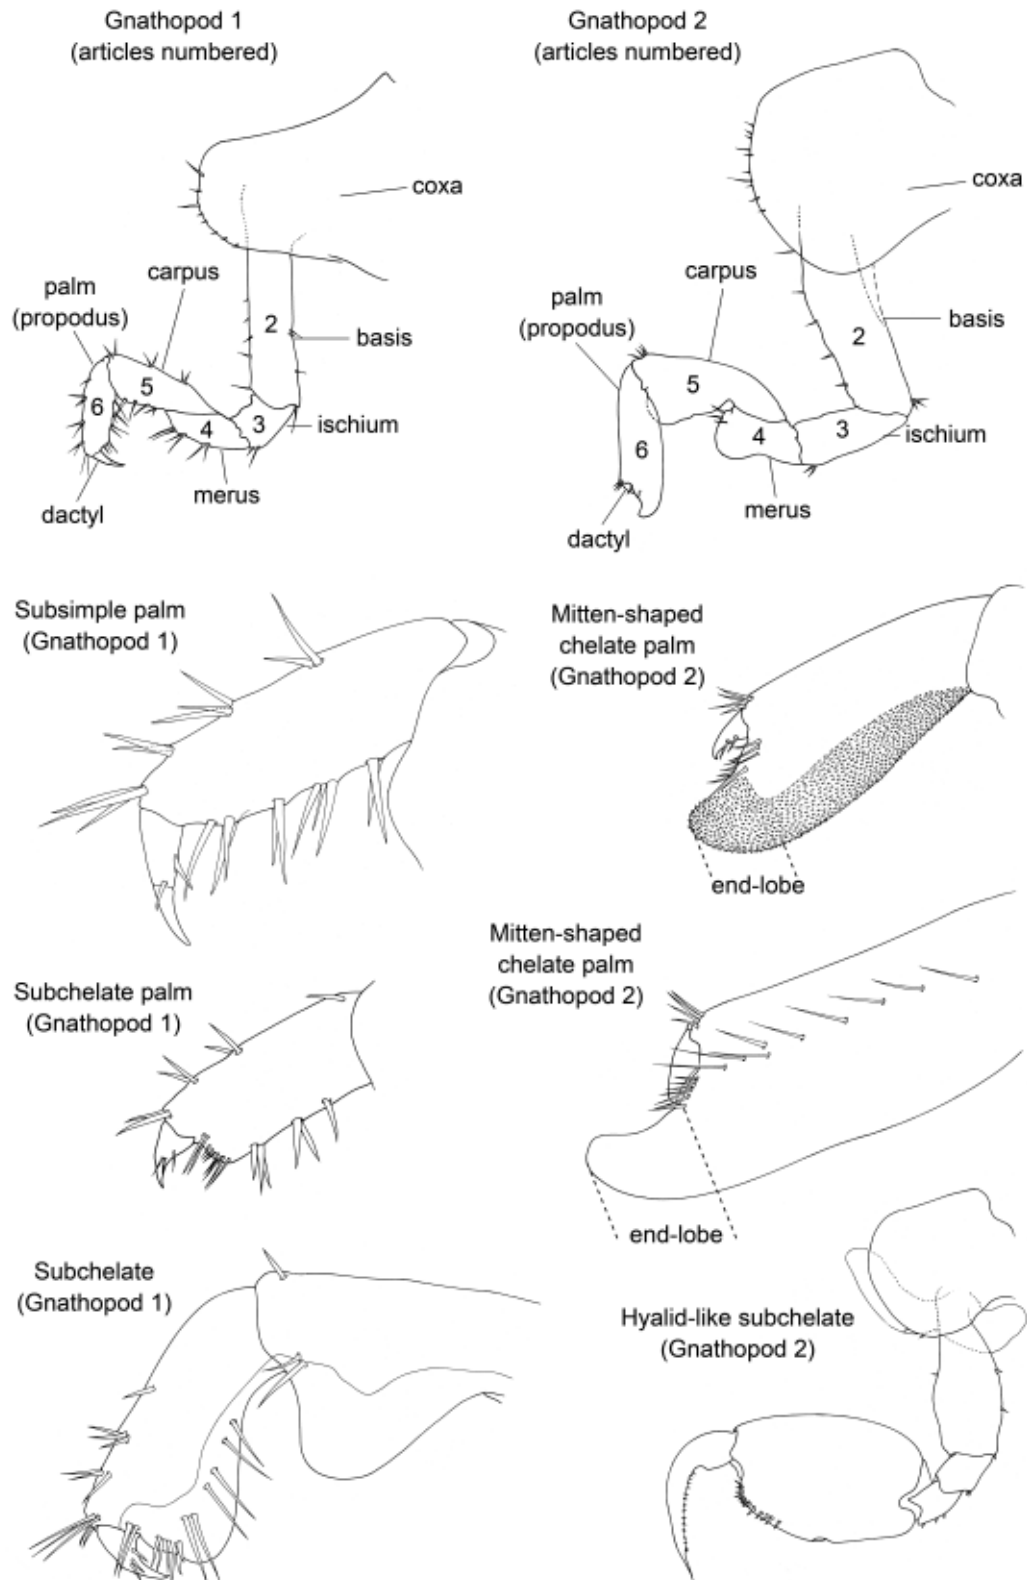 Gnathopod 1
(articles numbered)
Gnathopod 2
(articles numbered)
coxa
carpus
palm
(propodus)
2
basis
5
6
4
3
ischium
merus
dactyl
coxa
carpus
palm
(propodus)
2
basis
5
6
4
3
ischium
merus
dactyl
Subsimple palm
(Gnathopod 1)
Mitten-shaped
chelate palm
(Gnathopod 2)
end-lobe
Subchelate palm
(Gnathopod 1)
Mitten-shaped
chelate palm
(Gnathopod 2)
end-lobe
Subchelate
(Gnathopod 1)
Hyalid-like subchelate
(Gnathopod 2)